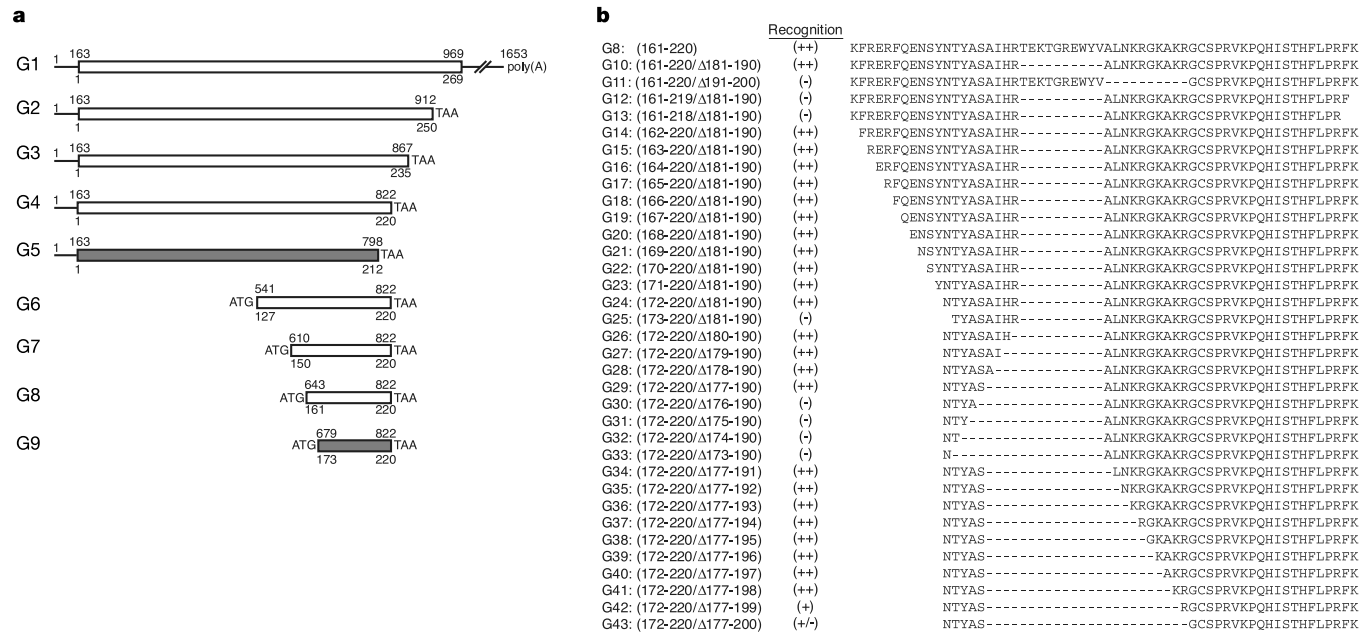 a
G1 1 163 969 1653
poly(A)
1 269
G2 1 163 912
TAA
1 250
G3 1 163 867
TAA
1 235
G4 1 163 822
TAA
1 220
G5 1 163 798
TAA
1 212
G6 541 822
ATG TAA
127 220
G7 610 822
ATG TAA
150 220
G8 643 822
ATG TAA
161 220
G9 679 822
ATG TAA
173 220
b
Recognition
G8: (161-220) (++) KFRERFQENSYNTYASAIHRTEKTGREWYVALNKRGKAKRGCSPRVKPQHISTHFLPRFK
G10: (161-220/Δ181-190) (++) KFRERFQENSYNTYASAIHR----------ALNKRGKAKRGCSPRVKPQHISTHFLPRFK
G11: (161-220/Δ191-200) (-) KFRERFQENSYNTYASAIHRTEKTGREWYV----------GCSPRVKPQHISTHFLPRFK
G12: (161-219/Δ181-190) (-) KFRERFQENSYNTYASAIHR----------ALNKRGKAKRGCSPRVKPQHISTHFLPRF
G13: (161-218/Δ181-190) (-) KFRERFQENSYNTYASAIHR----------ALNKRGKAKRGCSPRVKPQHISTHFLPR
G14: (162-220/Δ181-190) (++) FRERFQENSYNTYASAIHR----------ALNKRGKAKRGCSPRVKPQHISTHFLPRFK
G15: (163-220/Δ181-190) (++) RERFQENSYNTYASAIHR----------ALNKRGKAKRGCSPRVKPQHISTHFLPRFK
G16: (164-220/Δ181-190) (++) ERFQENSYNTYASAIHR----------ALNKRGKAKRGCSPRVKPQHISTHFLPRFK
G17: (165-220/Δ181-190) (++) RFQENSYNTYASAIHR----------ALNKRGKAKRGCSPRVKPQHISTHFLPRFK
G18: (166-220/Δ181-190) (++) FQENSYNTYASAIHR----------ALNKRGKAKRGCSPRVKPQHISTHFLPRFK
G19: (167-220/Δ181-190) (++) QENSYNTYASAIHR----------ALNKRGKAKRGCSPRVKPQHISTHFLPRFK
G20: (168-220/Δ181-190) (++) ENSYNTYASAIHR----------ALNKRGKAKRGCSPRVKPQHISTHFLPRFK
G21: (169-220/Δ181-190) (++) NSYNTYASAIHR----------ALNKRGKAKRGCSPRVKPQHISTHFLPRFK
G22: (170-220/Δ181-190) (++) SYNTYASAIHR----------ALNKRGKAKRGCSPRVKPQHISTHFLPRFK
G23: (171-220/Δ181-190) (++) YNTYASAIHR----------ALNKRGKAKRGCSPRVKPQHISTHFLPRFK
G24: (172-220/Δ181-190) (++) NTYASAIHR----------ALNKRGKAKRGCSPRVKPQHISTHFLPRFK
G25: (173-220/Δ181-190) (-) TYASAIHR----------ALNKRGKAKRGCSPRVKPQHISTHFLPRFK
G26: (172-220/Δ180-190) (++) NTYASAIH-----------ALNKRGKAKRGCSPRVKPQHISTHFLPRFK
G27: (172-220/Δ179-190) (++) NTYASAI------------ALNKRGKAKRGCSPRVKPQHISTHFLPRFK
G28: (172-220/Δ178-190) (++) NTYASA-------------ALNKRGKAKRGCSPRVKPQHISTHFLPRFK
G29: (172-220/Δ177-190) (++) NTYAS--------------ALNKRGKAKRGCSPRVKPQHISTHFLPRFK
G30: (172-220/Δ176-190) (-) NTYA---------------ALNKRGKAKRGCSPRVKPQHISTHFLPRFK
G31: (172-220/Δ175-190) (-) NTY----------------ALNKRGKAKRGCSPRVKPQHISTHFLPRFK
G32: (172-220/Δ174-190) (-) NT-----------------ALNKRGKAKRGCSPRVKPQHISTHFLPRFK
G33: (172-220/Δ173-190) (-) N------------------ALNKRGKAKRGCSPRVKPQHISTHFLPRFK
G34: (172-220/Δ177-191) (++) NTYAS---------------LNKRGKAKRGCSPRVKPQHISTHFLPRFK
G35: (172-220/Δ177-192) (++) NTYAS----------------NKRGKAKRGCSPRVKPQHISTHFLPRFK
G36: (172-220/Δ177-193) (++) NTYAS-----------------KRGKAKRGCSPRVKPQHISTHFLPRFK
G37: (172-220/Δ177-194) (++) NTYAS------------------RGKAKRGCSPRVKPQHISTHFLPRFK
G38: (172-220/Δ177-195) (++) NTYAS-------------------GKAKRGCSPRVKPQHISTHFLPRFK
G39: (172-220/Δ177-196) (++) NTYAS--------------------KAKRGCSPRVKPQHISTHFLPRFK
G40: (172-220/Δ177-197) (++) NTYAS---------------------AKRGCSPRVKPQHISTHFLPRFK
G41: (172-220/Δ177-198) (++) NTYAS----------------------KRGCSPRVKPQHISTHFLPRFK
G42: (172-220/Δ177-199) (+) NTYAS-----------------------RGCSPRVKPQHISTHFLPRFK
G43: (172-220/Δ177-200) (+/-) NTYAS------------------------GCSPRVKPQHISTHFLPRFK